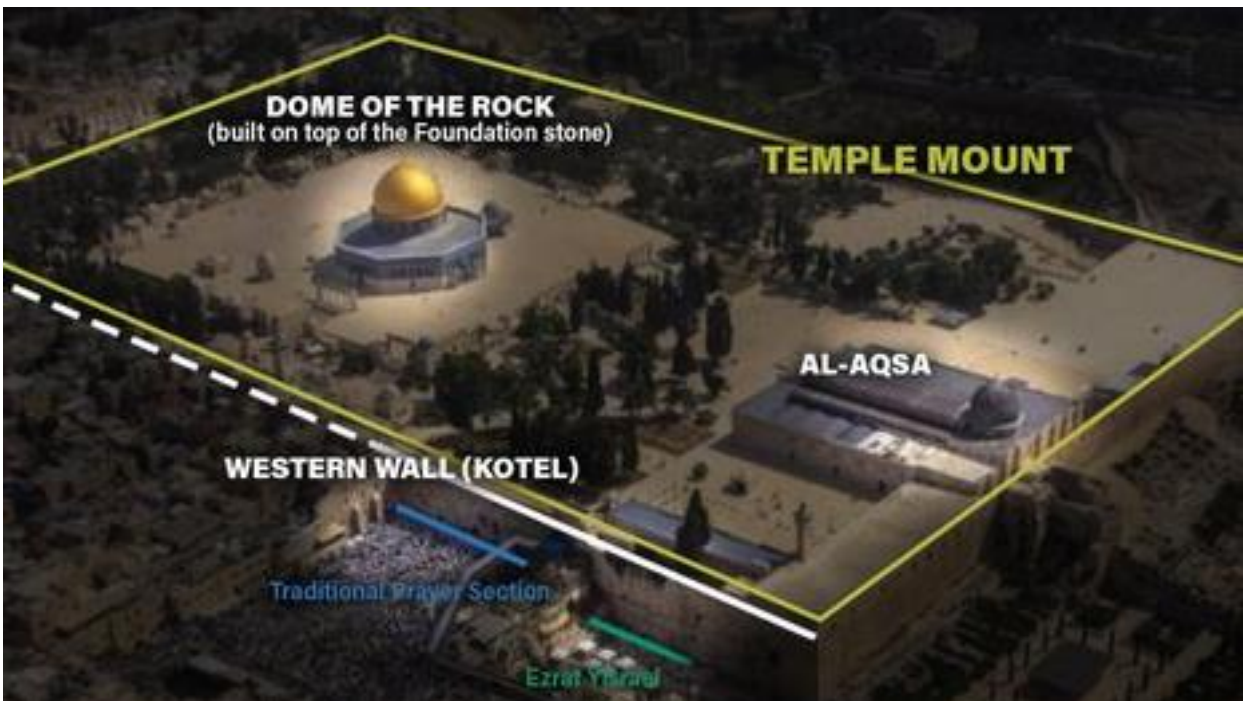 DOME OF THE ROCK
(built on top of the Foundation stone)
TEMPLE MOUNT
AL-AQSA
WESTERN WALL (KOTEL)
Traditional Prayer Section
Ezrat Yisrael